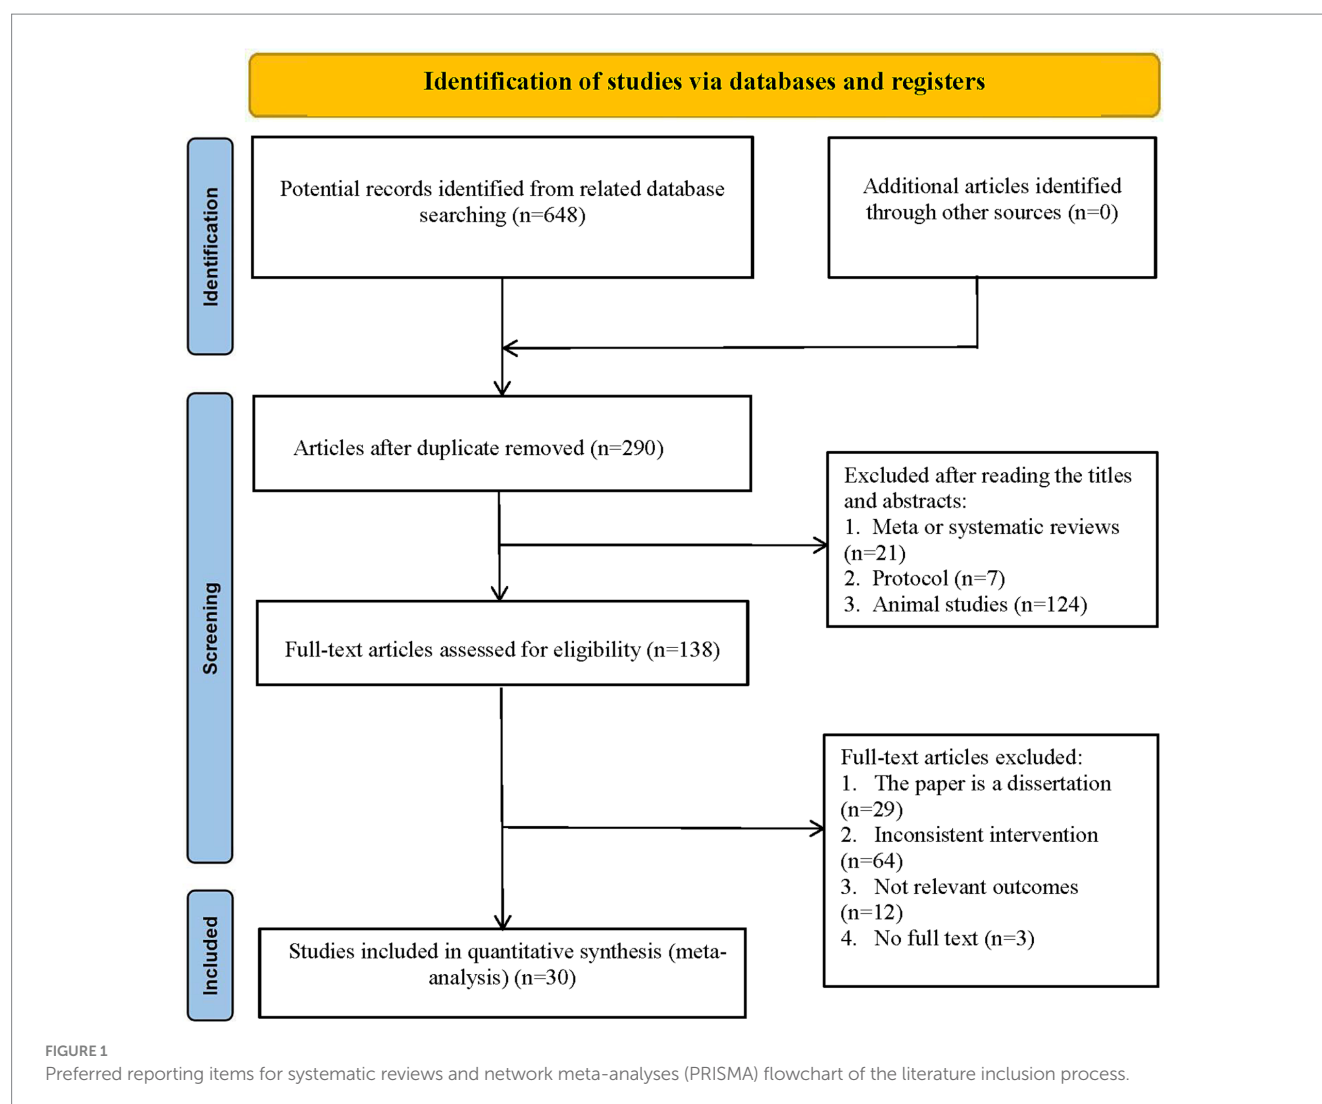 Identification of studies via databases and registers
Identification
Potential records identified from related database
searching (n=648)
Additional articles identified
through other sources (n=0)
Screening
Articles after duplicate removed (n=290)
Excluded after reading the titles
and abstracts:
1. Meta or systematic reviews
(n=21)
2. Protocol (n=7)
3. Animal studies (n=124)
Full-text articles assessed for eligibility (n=138)
Full-text articles excluded:
1. The paper is a dissertation
(n=29)
2. Inconsistent intervention
(n=64)
3. Not relevant outcomes
(n=12)
4. No full text (n=3)
Included
Studies included in quantitative synthesis (meta-
analysis) (n=30)
FIGURE 1
Preferred reporting items for systematic reviews and network meta-analyses (PRISMA) flowchart of the literature inclusion process.